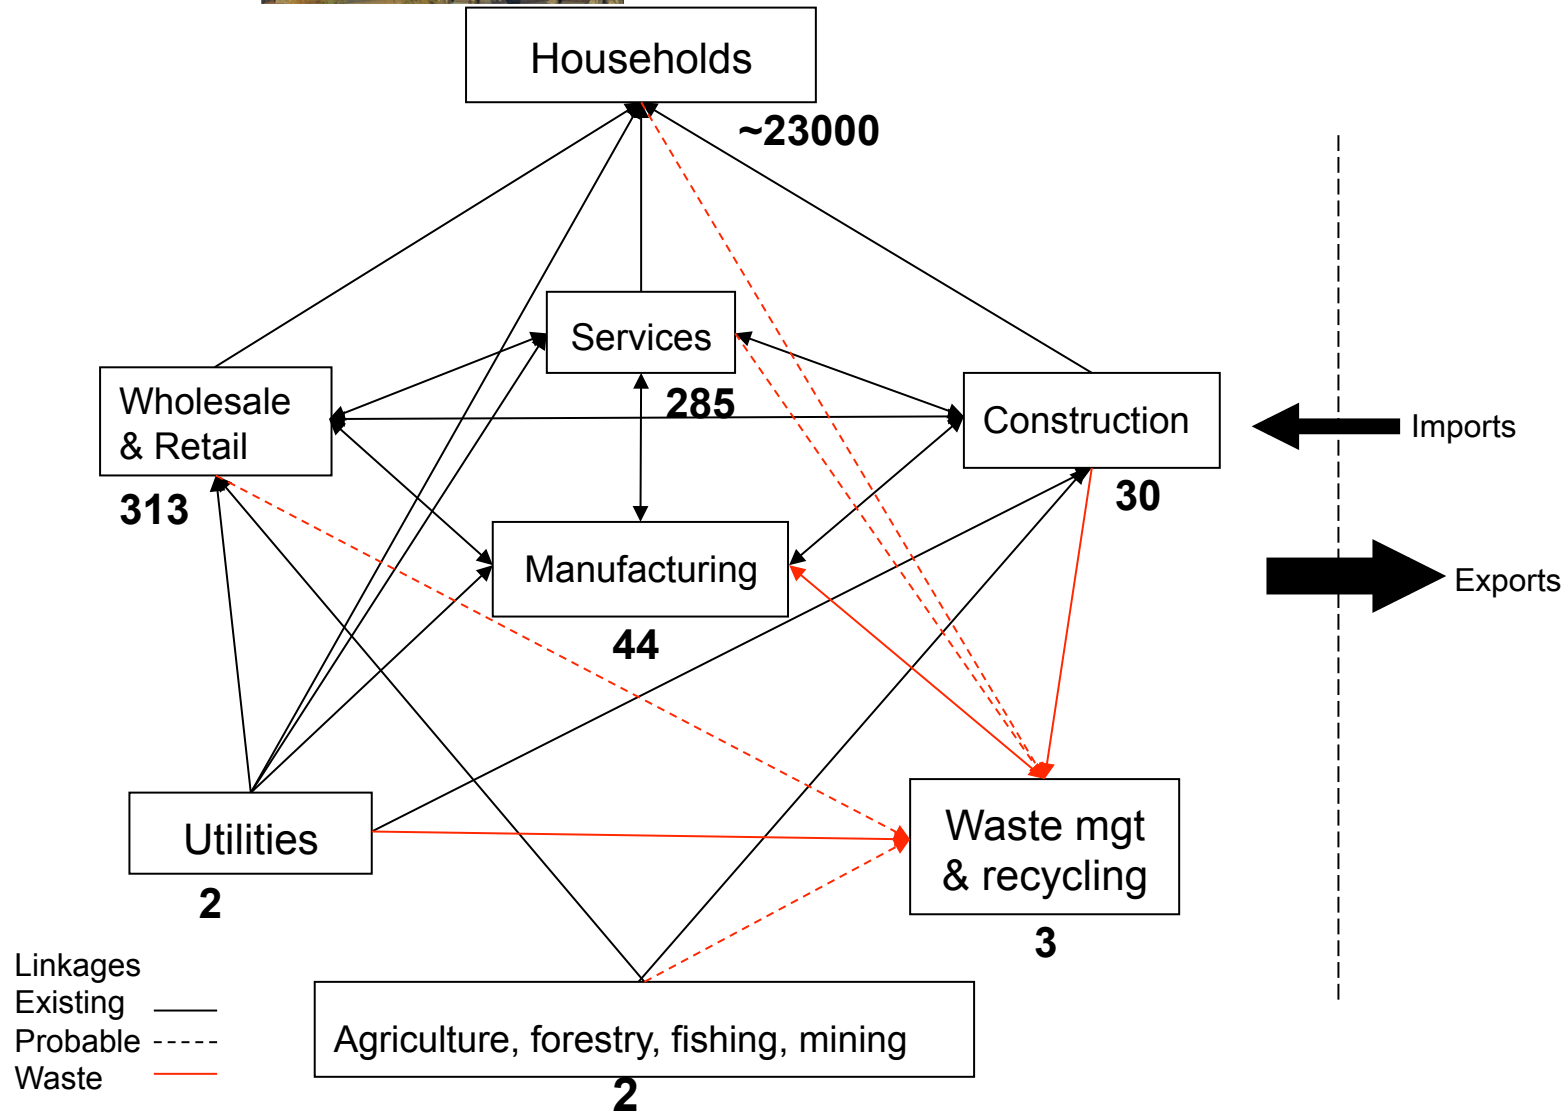 Households
~23000
Services
285
Wholesale
& Retail
313
Construction
30
Imports
Exports
Manufacturing
44
Utilities
2
Waste mgt
& recycling
3
Linkages
Existing
Probable
Waste
Agriculture, forestry, fishing, mining
2